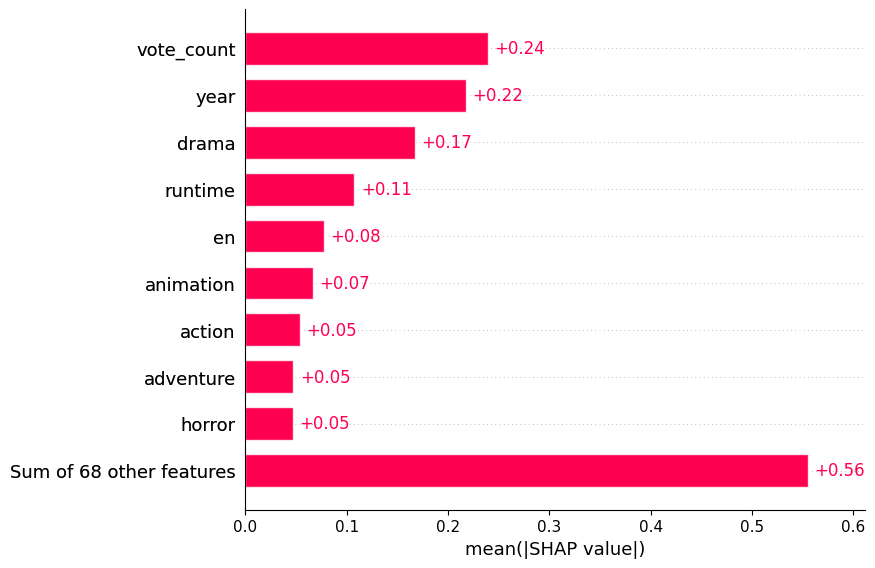 vote_count +0.24
year +0.22
drama +0.17
runtime +0.11
en +0.08
animation +0.07
action +0.05
adventure +0.05
horror +0.05
Sum of 68 other features +0.56
0.0 0.1 0.2 0.3 0.4 0.5 0.6
mean(|SHAP value|)